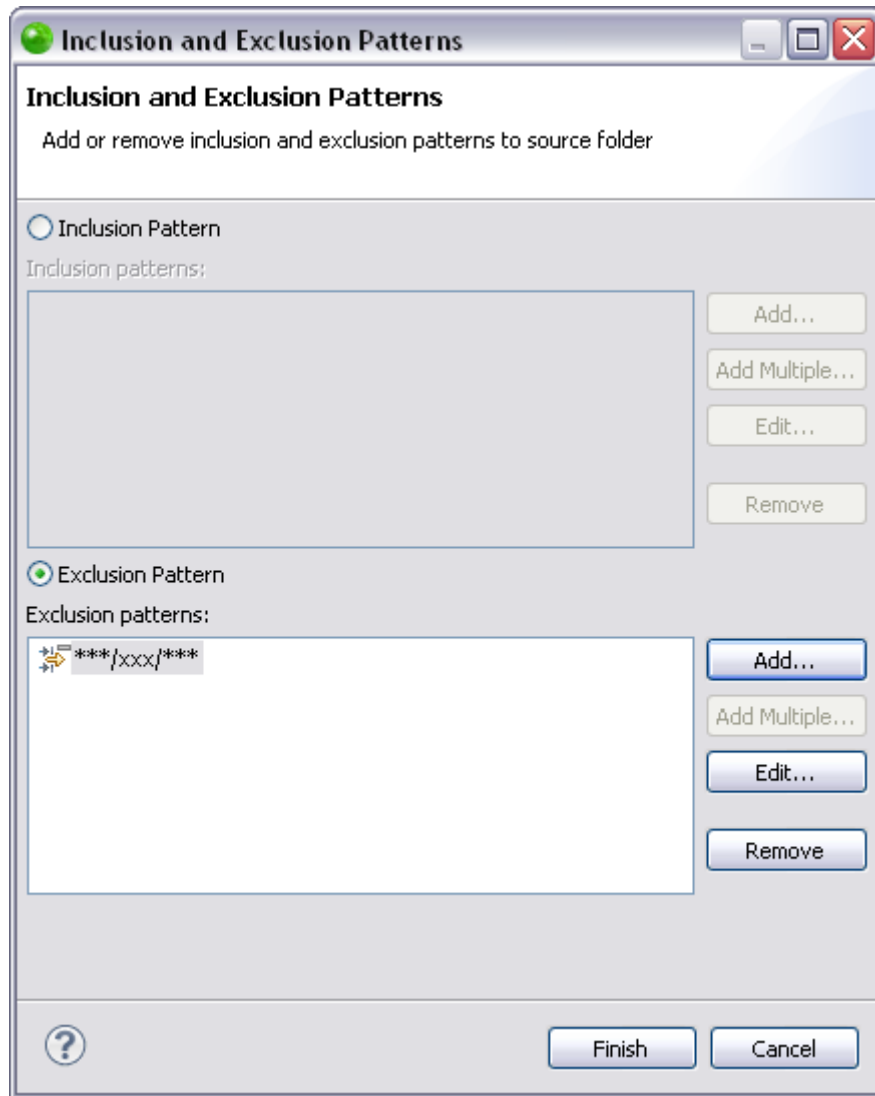 Inclusion and Exclusion Patterns
Inclusion and Exclusion Patterns
Add or remove inclusion and exclusion patterns to source folder
Inclusion Pattern
Inclusion patterns:
Add...
Add Multiple...
Edit...
Remove
Exclusion Pattern
Exclusion patterns:
***/xxx/***
Add...
Add Multiple...
Edit...
Remove
?
Finish
Cancel